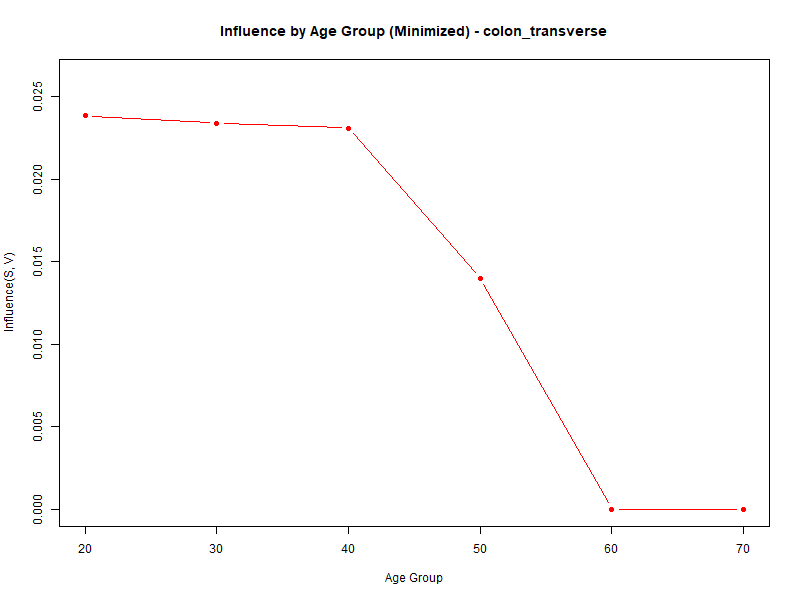 Influence by Age Group (Minimized) - colon_transverse
Influence(S, V)
0.025
0.020
0.015
0.010
0.005
0.000
20 30 40 50 60 70
Age Group